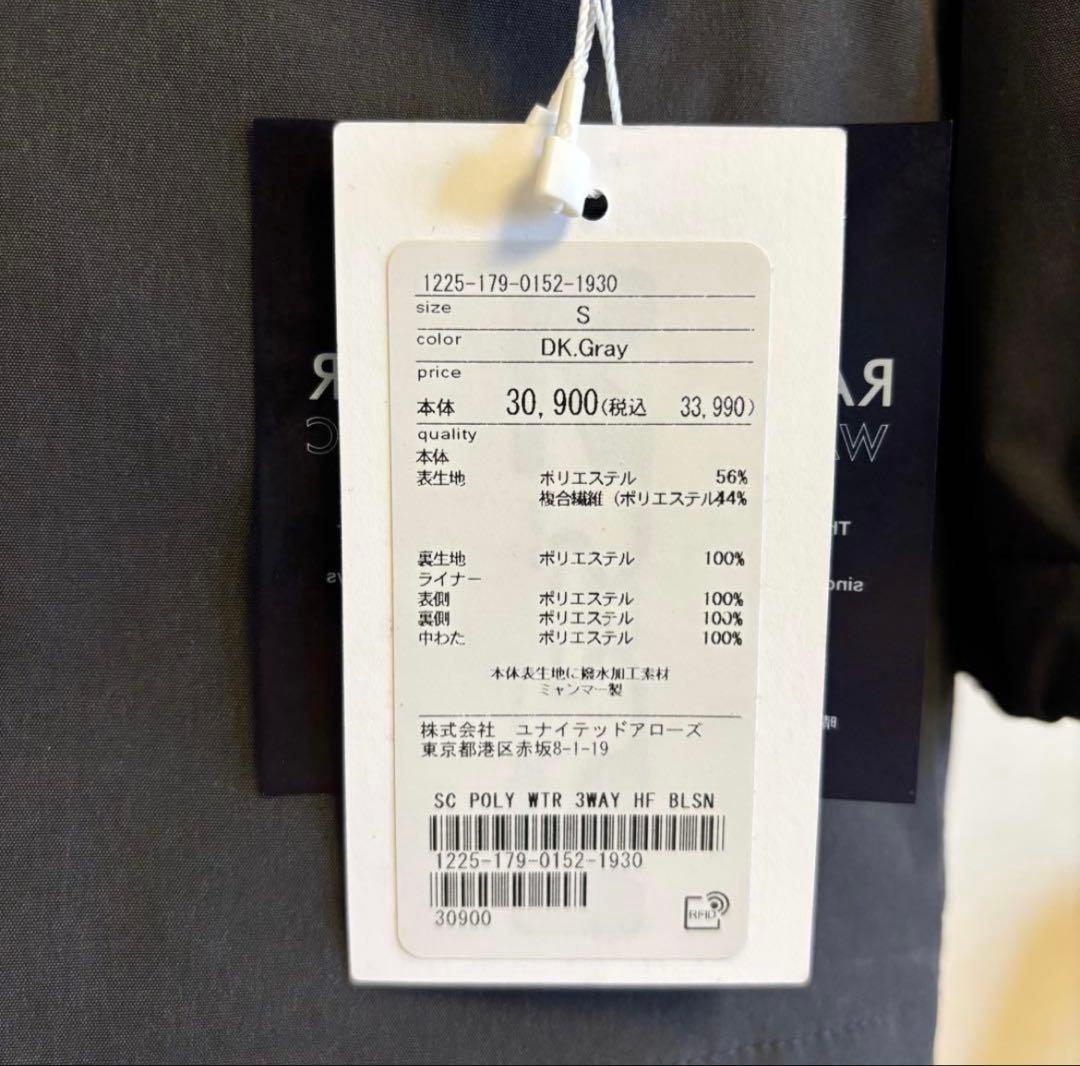 1225-179-0152-1930
size S
color DK.Gray
price
本体 30,900(税込 33,990)
quality
本体
表生地 ポリエステル 56%
複合繊維 (ポリエステル)44%
裏生地 ポリエステル 100%
ライナー
表側 ポリエステル 100%
裏側 ポリエステル 100%
中わた ポリエステル 100%
本体表生地に撥水加工素材
ミャンマー製
株式会社 ユナイテッドアローズ
東京都港区赤坂8-1-19
SC POLY WTR 3WAY HF BLSN
1225-179-0152-1930
30900
RFID